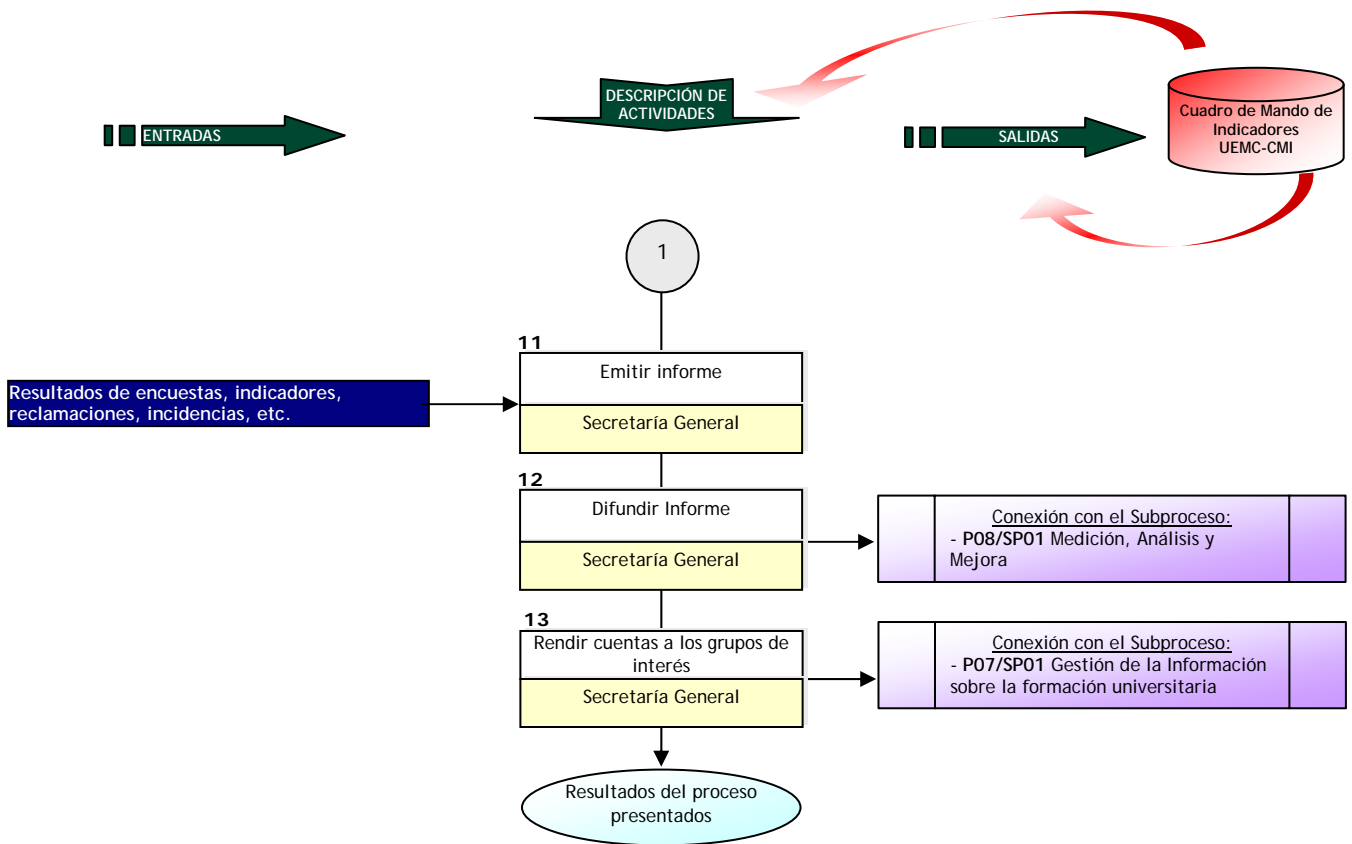 DESCRIPCIÓN DE
ACTIVIDADES
ENTRADAS
SALIDAS
Cuadro de Mando de
Indicadores
UEMC-CMI
1
11
Emitir informe
Secretaría General
Resultados de encuestas, indicadores,
reclamaciones, incidencias, etc.
12
Difundir Informe
Secretaría General
Conexión con el Subproceso:
- P08/SP01 Medición, Análisis y
Mejora
13
Rendir cuentas a los grupos de
interés
Secretaría General
Conexión con el Subproceso:
- P07/SP01 Gestión de la Información
sobre la formación universitaria
Resultados del proceso
presentados